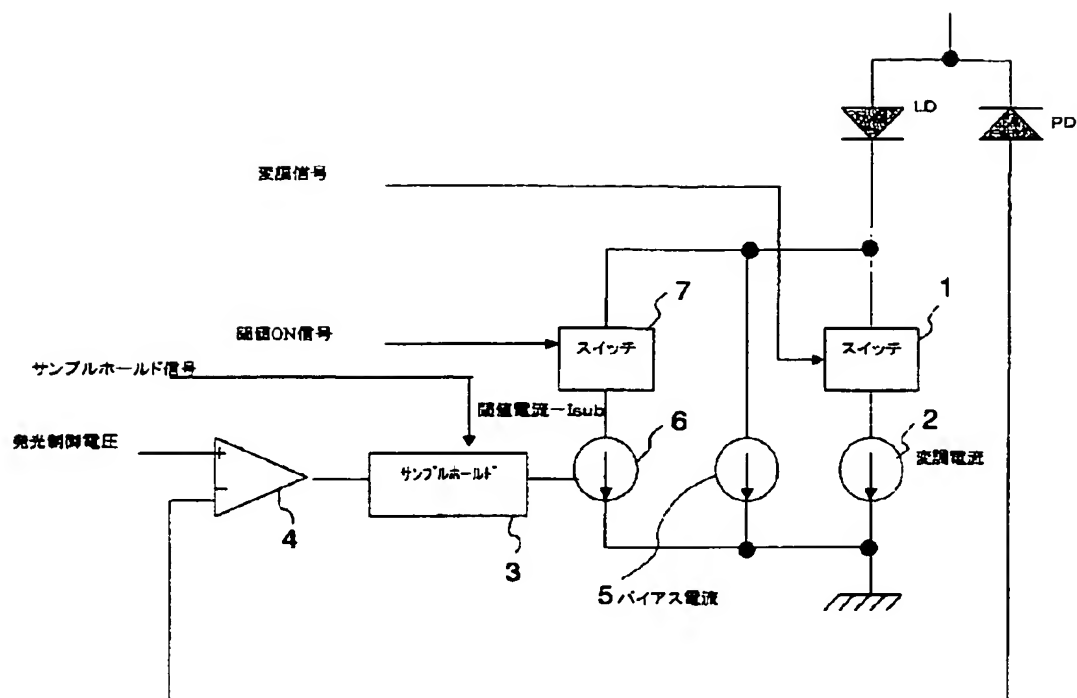 LD
PD
変調信号
1
7
スイッチ
スイッチ
閾値ON信号
サンプルホールド信号
閾値電流-Isub
6
2
変調電流
発光制御電圧
+
-
サンプルホールド
4
3
5 バイアス電流